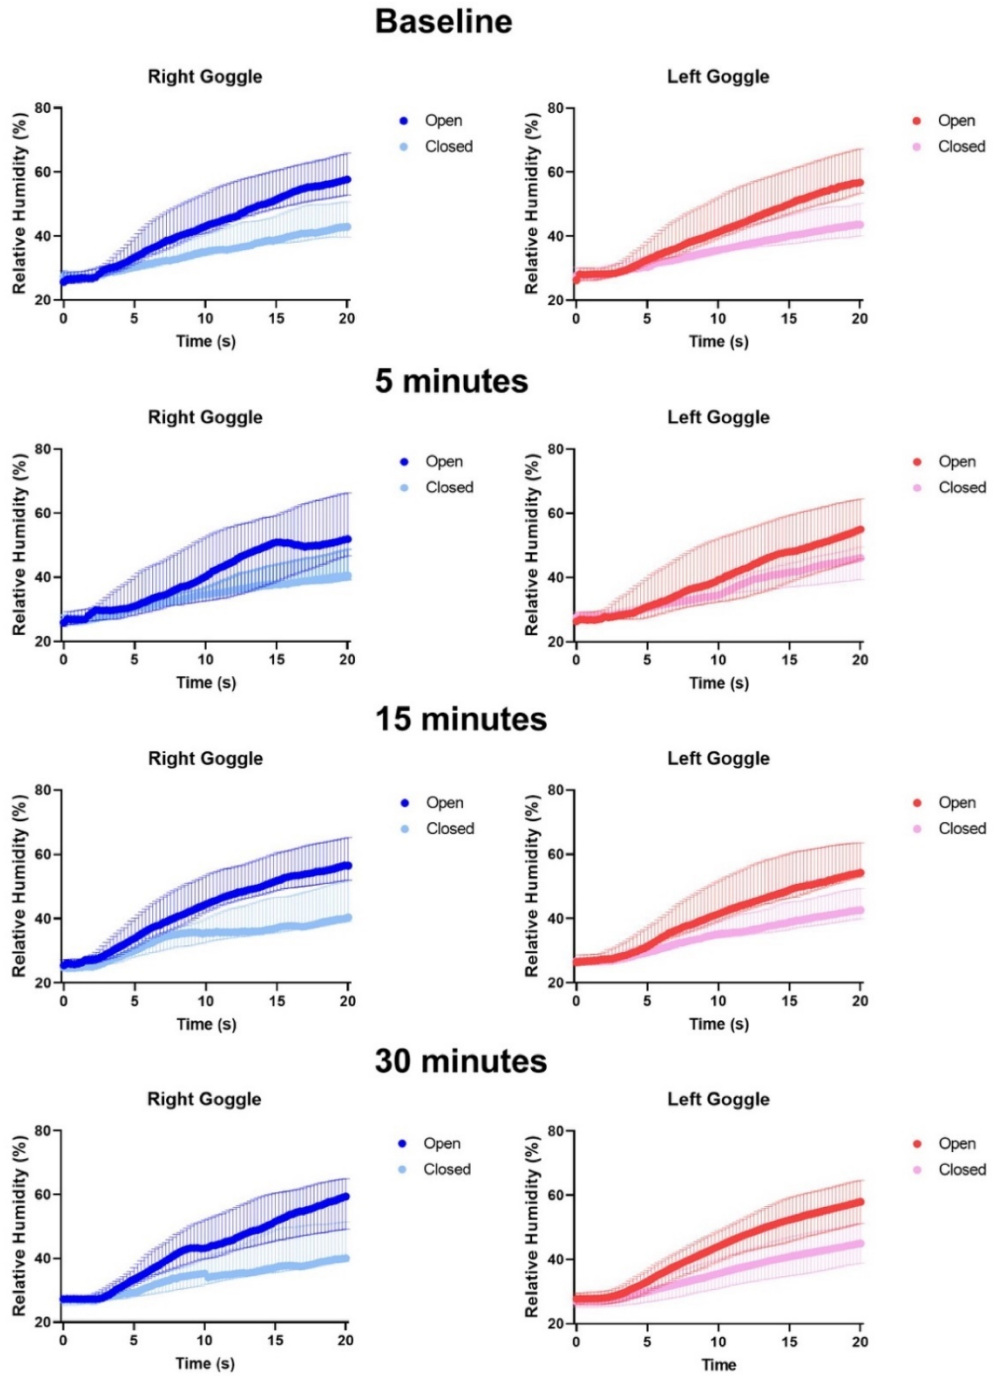 Baseline
Right Goggle
Relative Humidity (%)
80
60
40
20
0 5 10 15 20
Time (s)
Open
Closed
Left Goggle
Relative Humidity (%)
80
60
40
20
0 5 10 15 20
Time (s)
Open
Closed
5 minutes
Right Goggle
Relative Humidity (%)
80
60
40
20
0 5 10 15 20
Time (s)
Open
Closed
Left Goggle
Relative Humidity (%)
80
60
40
20
0 5 10 15 20
Time (s)
Open
Closed
15 minutes
Right Goggle
Relative Humidity (%)
80
60
40
20
0 5 10 15 20
Time (s)
Open
Closed
Left Goggle
Relative Humidity (%)
80
60
40
20
0 5 10 15 20
Time (s)
Open
Closed
30 minutes
Right Goggle
Relative Humidity (%)
80
60
40
20
0 5 10 15 20
Time (s)
Open
Closed
Left Goggle
Relative Humidity (%)
80
60
40
20
0 5 10 15 20
Time
Open
Closed